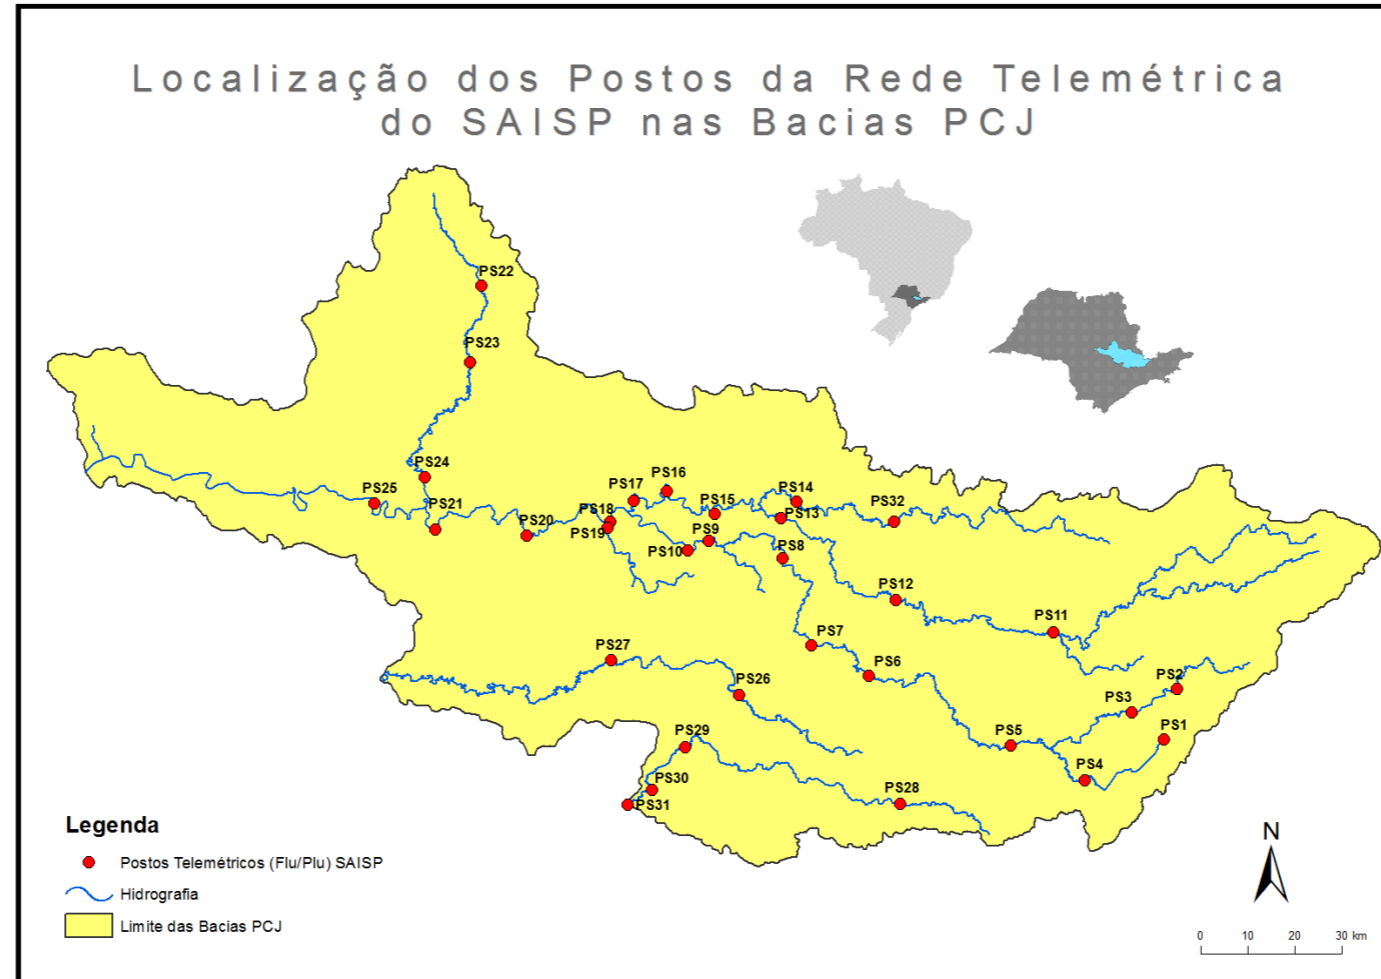 Localização dos Postos da Rede Telemétrica
do SAISP nas Bacias PCJ
PS22
PS23
PS24
PS25
PS21
PS20
PS17
PS16
PS18
PS19
PS15
PS14
PS13
PS32
PS9
PS10
PS8
PS12
PS11
PS7
PS6
PS27
PS26
PS2
PS3
PS1
PS5
PS4
PS29
PS30
PS31
PS28
Legenda
Postos Telemétricos (Flu/Plu) SAISP
Hidrografia
Limite das Bacias PCJ
N
0 10 20 30 km